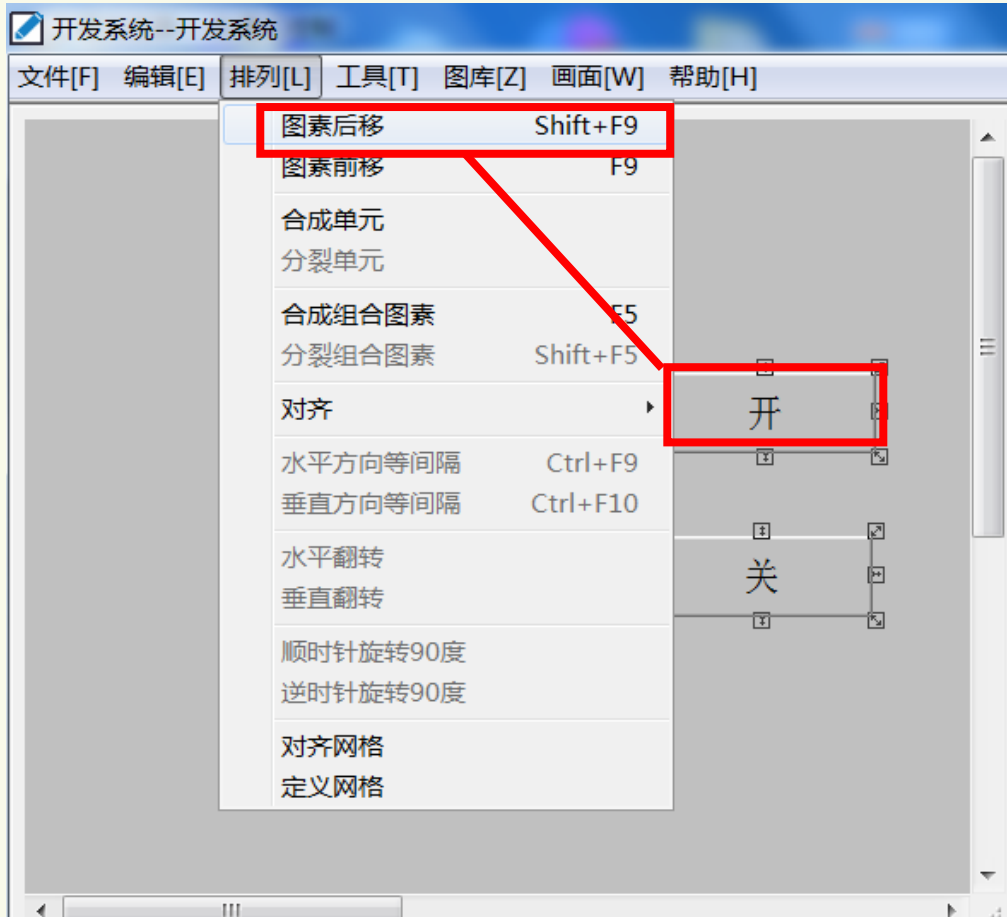 开发系统--开发系统
文件[F] 编辑[E] 排列[L] 工具[T] 图库[Z] 画面[W] 帮助[H]
图素后移 Shift+F9
图素前移 F9
合成单元
分裂单元
合成组合图素 F5
分裂组合图素 Shift+F5
对齐
开
水平方向等间隔 Ctrl+F9
垂直方向等间隔 Ctrl+F10
水平翻转
关
垂直翻转
顺时针旋转90度
逆时针旋转90度
对齐网格
定义网格